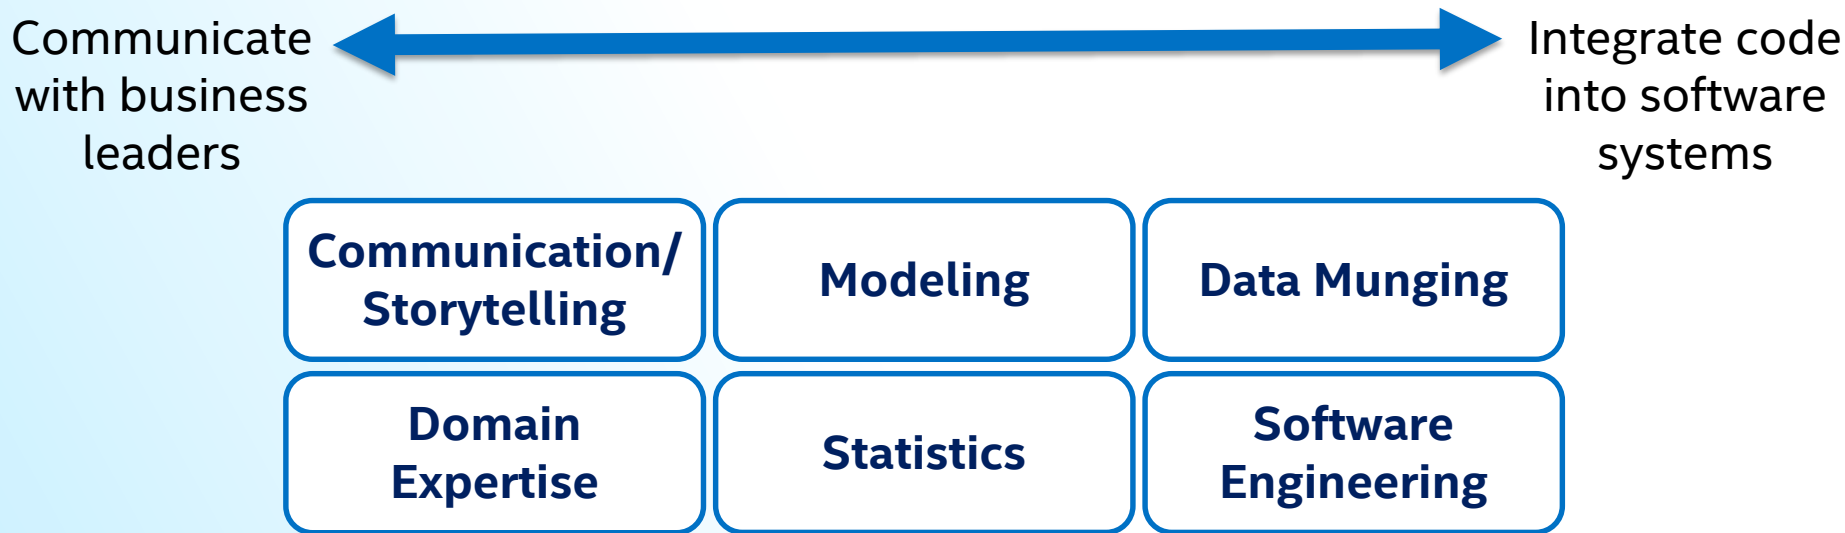 Communicate
with business
leaders
Integrate code
into software
systems
Communication/
Storytelling
Modeling
Data Munging
Domain
Expertise
Statistics
Software
Engineering